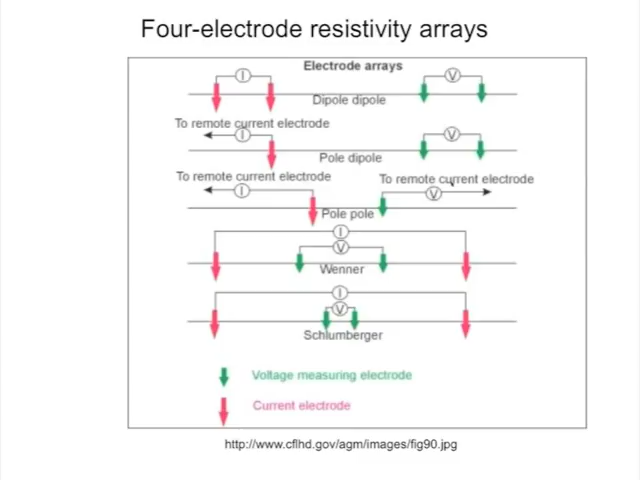 Four-electrode resistivity arrays
Electrode arrays
I
V
Dipole dipole
To remote current electrode
I
V
Pole dipole
To remote current electrode
To remote current electrode
I
V
Pole pole
I
V
Wenner
I
V
Schlumberger
Voltage measuring electrode
Current electrode
http://www.cflhd.gov/agm/images/fig90.jpg